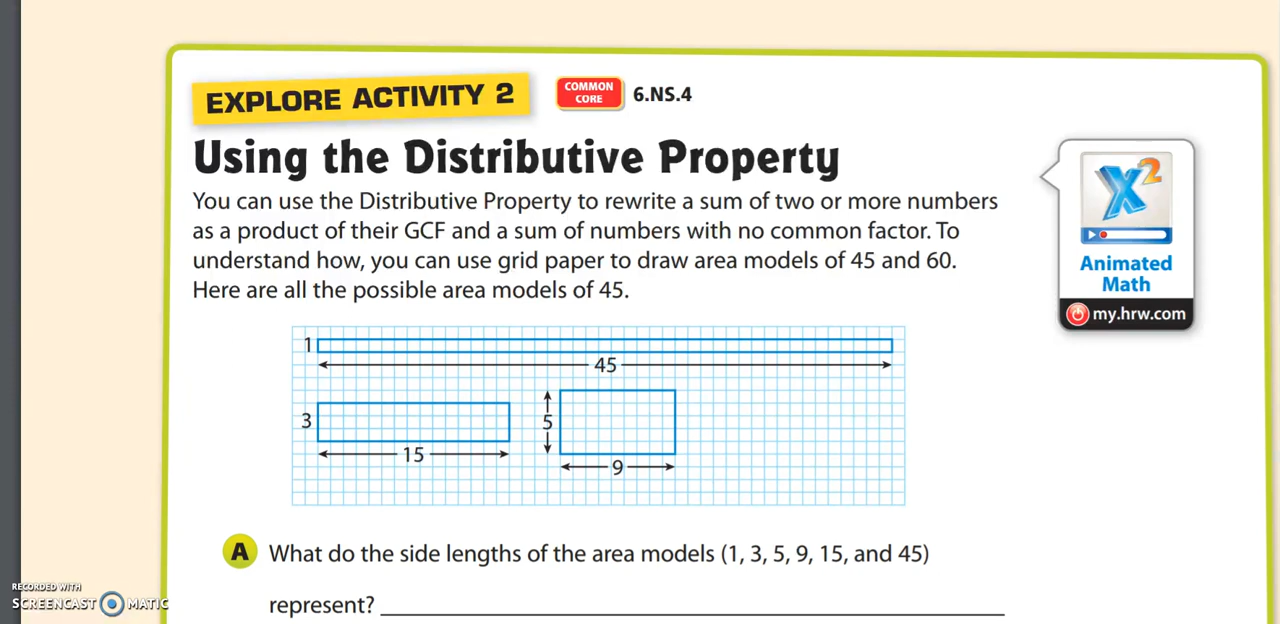 EXPLORE ACTIVITY 2
COMMON
CORE
6.NS.4
Using the Distributive Property
You can use the Distributive Property to rewrite a sum of two or more numbers
as a product of their GCF and a sum of numbers with no common factor. To
understand how, you can use grid paper to draw area models of 45 and 60.
Here are all the possible area models of 45.
X2
Animated
Math
my.hrw.com
1
45
3
15
5
9
A What do the side lengths of the area models (1, 3, 5, 9, 15, and 45)
represent?
RECORDED WITH
SCREENCAST MATIC